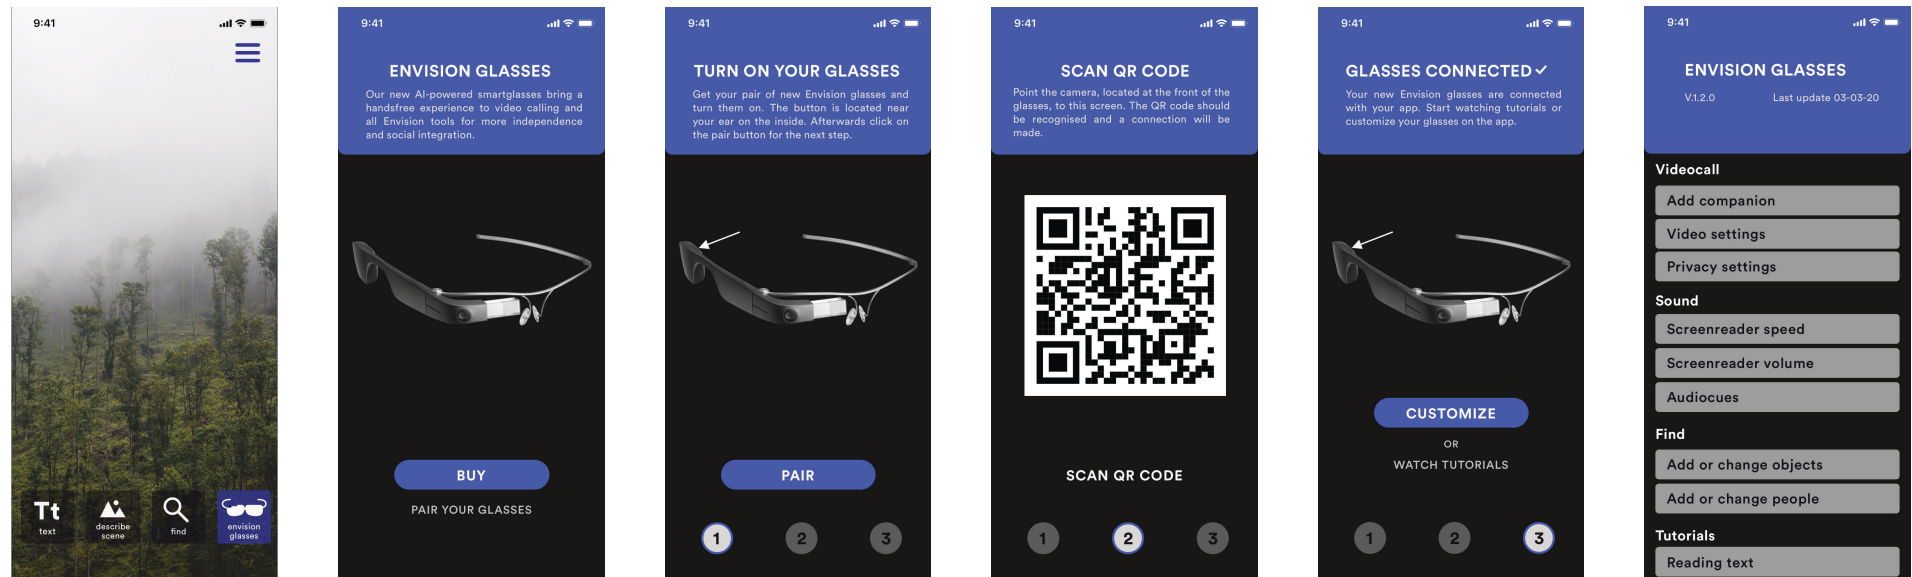 9:41
Tt
text
describe
scene
find
envision
glasses
9:41
ENVISION GLASSES
Our new AI-powered smartglasses bring a
handsfree experience to video calling and
all Envision tools for more independence
and social integration.
BUY
PAIR YOUR GLASSES
9:41
TURN ON YOUR GLASSES
Get your pair of new Envision glasses and
turn them on. The button is located near
your ear on the inside. Afterwards click on
the pair button for the next step.
PAIR
1
2
3
9:41
SCAN QR CODE
Point the camera, located at the front of the
glasses, to this screen. The QR code should
be recognised and a connection will be
made.
SCAN QR CODE
1
2
3
9:41
GLASSES CONNECTED
Your new Envision glasses are connected
with your app. Start watching tutorials or
customize your glasses on the app.
CUSTOMIZE
OR
WATCH TUTORIALS
1
2
3
9:41
ENVISION GLASSES
V.1.2.0 Last update 03-03-20
Videocall
Add companion
Video settings
Privacy settings
Sound
Screenreader speed
Screenreader volume
Audiocues
Find
Add or change objects
Add or change people
Tutorials
Reading text